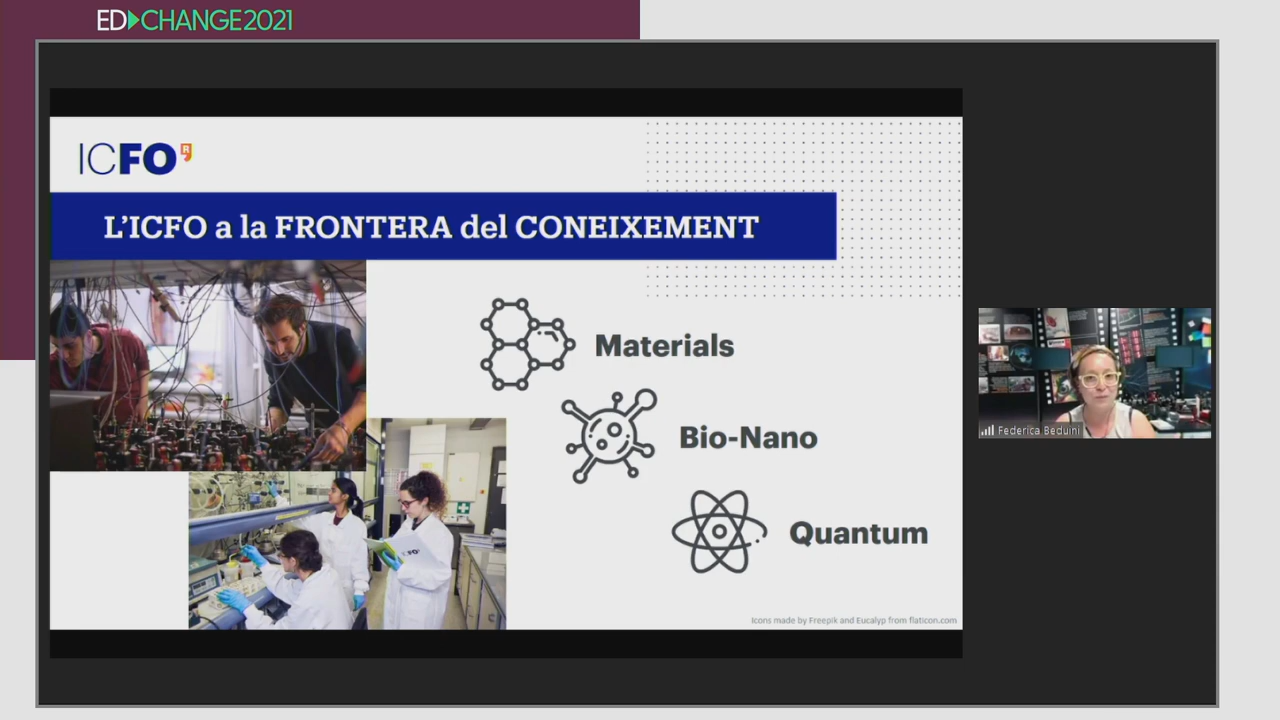 ED CHANGE2021
ICFO R
L'ICFO a la FRONTERA del CONEIXEMENT
Materials
Bio-Nano
Quantum
ICFO
Federica Beduini
Icons made by Freepik and Eucalyp from flaticon.com